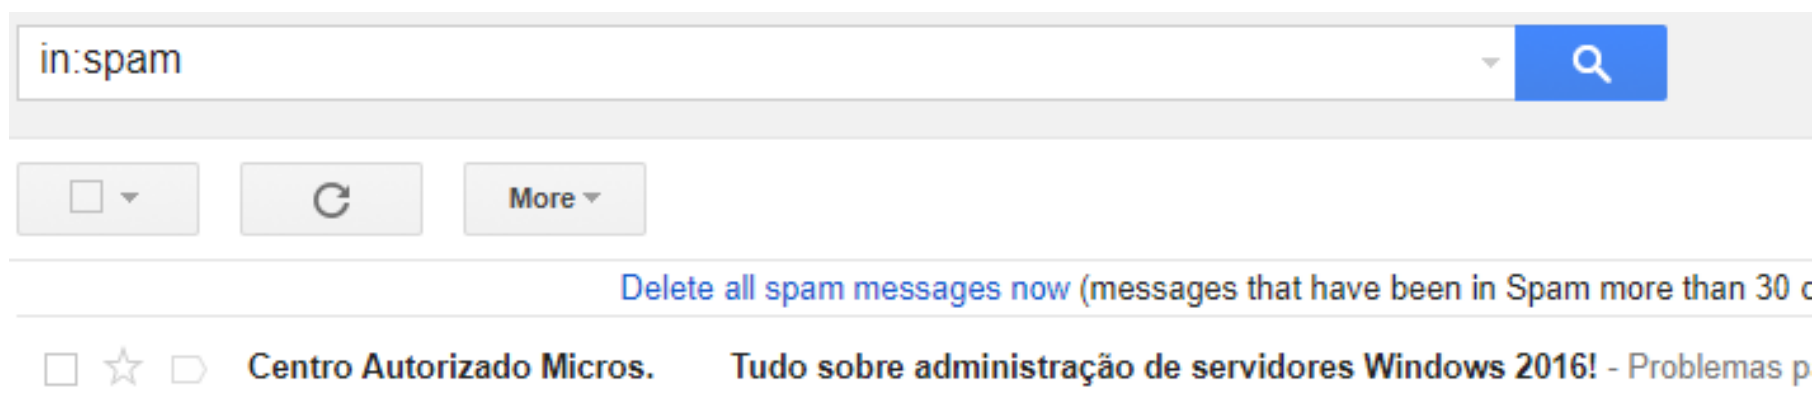 in:spam
More
Delete all spam messages now (messages that have been in Spam more than 30
Centro Autorizado Micros. Tudo sobre administração de servidores Windows 2016! - Problemas